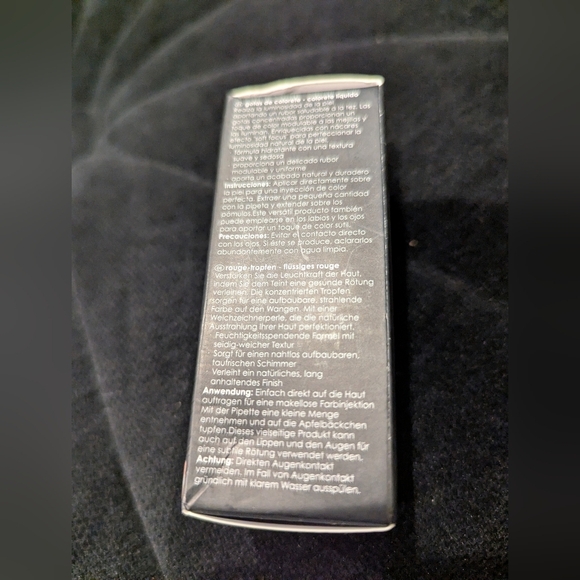 gotas de colorete - colorete líquido
Realza la luminosidad de la piel
aportando un rubor saludable a la tez. Las
gotas concentradas proporcionan un
toque de color modulable a las mejillas y
las iluminan. Enriquecidas con nácares
efecto "soft focus" para perfeccionar la
luminosidad natural de la piel
fórmula hidratante con una textura
suave y sedosa
proporciona un delicado rubor
modulable y uniforme
aporta un acabado natural y duradero
Instrucciones: Aplicar directamente sobre
la piel para una inyección de color
perfecta. Extraer una pequeña cantidad
con la pipeta y extender sobre los
pómulos. Este versátil producto también
puede emplearse en los labios y los ojos
para aportar un toque de color sutil.
Precauciones: Evitar el contacto directo
con los ojos. Si éste se produce, aclararlos
abundantemente con agua limpia.
rouge-tropfen - flüssiges rouge
Verstärken Sie die Leuchtkraft der Haut,
indem Sie dem Teint eine gesunde Rötung
verleihen. Die konzentrierten Tropfen
sorgen für eine aufbaubare, strahlende
Farbe auf den Wangen. Mit einer
Weichzeichnerperle, die die natürliche
Ausstrahlung Ihrer Haut perfektioniert.
Feuchtigkeitsspendende Formel mit
seidig-weicher Textur
Sorgt für einen nahtlos aufbaubaren,
taufrischen Schimmer
Verleiht ein natürliches, lang
anhaltendes Finish
Anwendung: Einfach direkt auf die Haut
auftragen für eine makellose Farbinjektion
Mit der Pipette eine kleine Menge
entnehmen und auf die Apfelbäckchen
tupfen.Dieses vielseitige Produkt kann
auch auf den Lippen und den Augen für
eine subtile Rötung verwendet werden.
Achtung: Direkten Augenkontakt
vermeiden. Im Fall von Augenkontakt
gründlich mit klarem Wasser ausspülen.